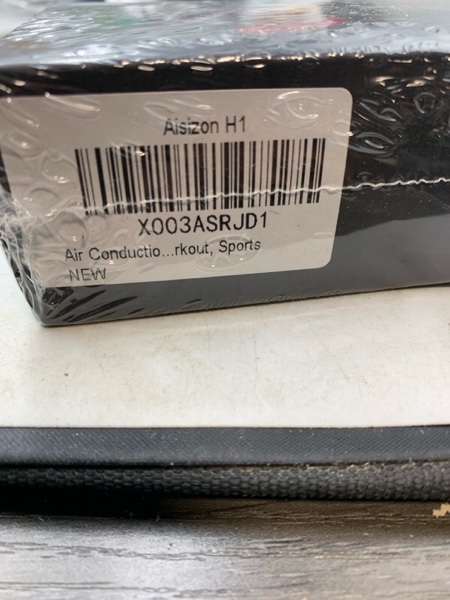 Aisizon H1
X003ASRJD1
Air Conductio...rkout, Sports
NEW